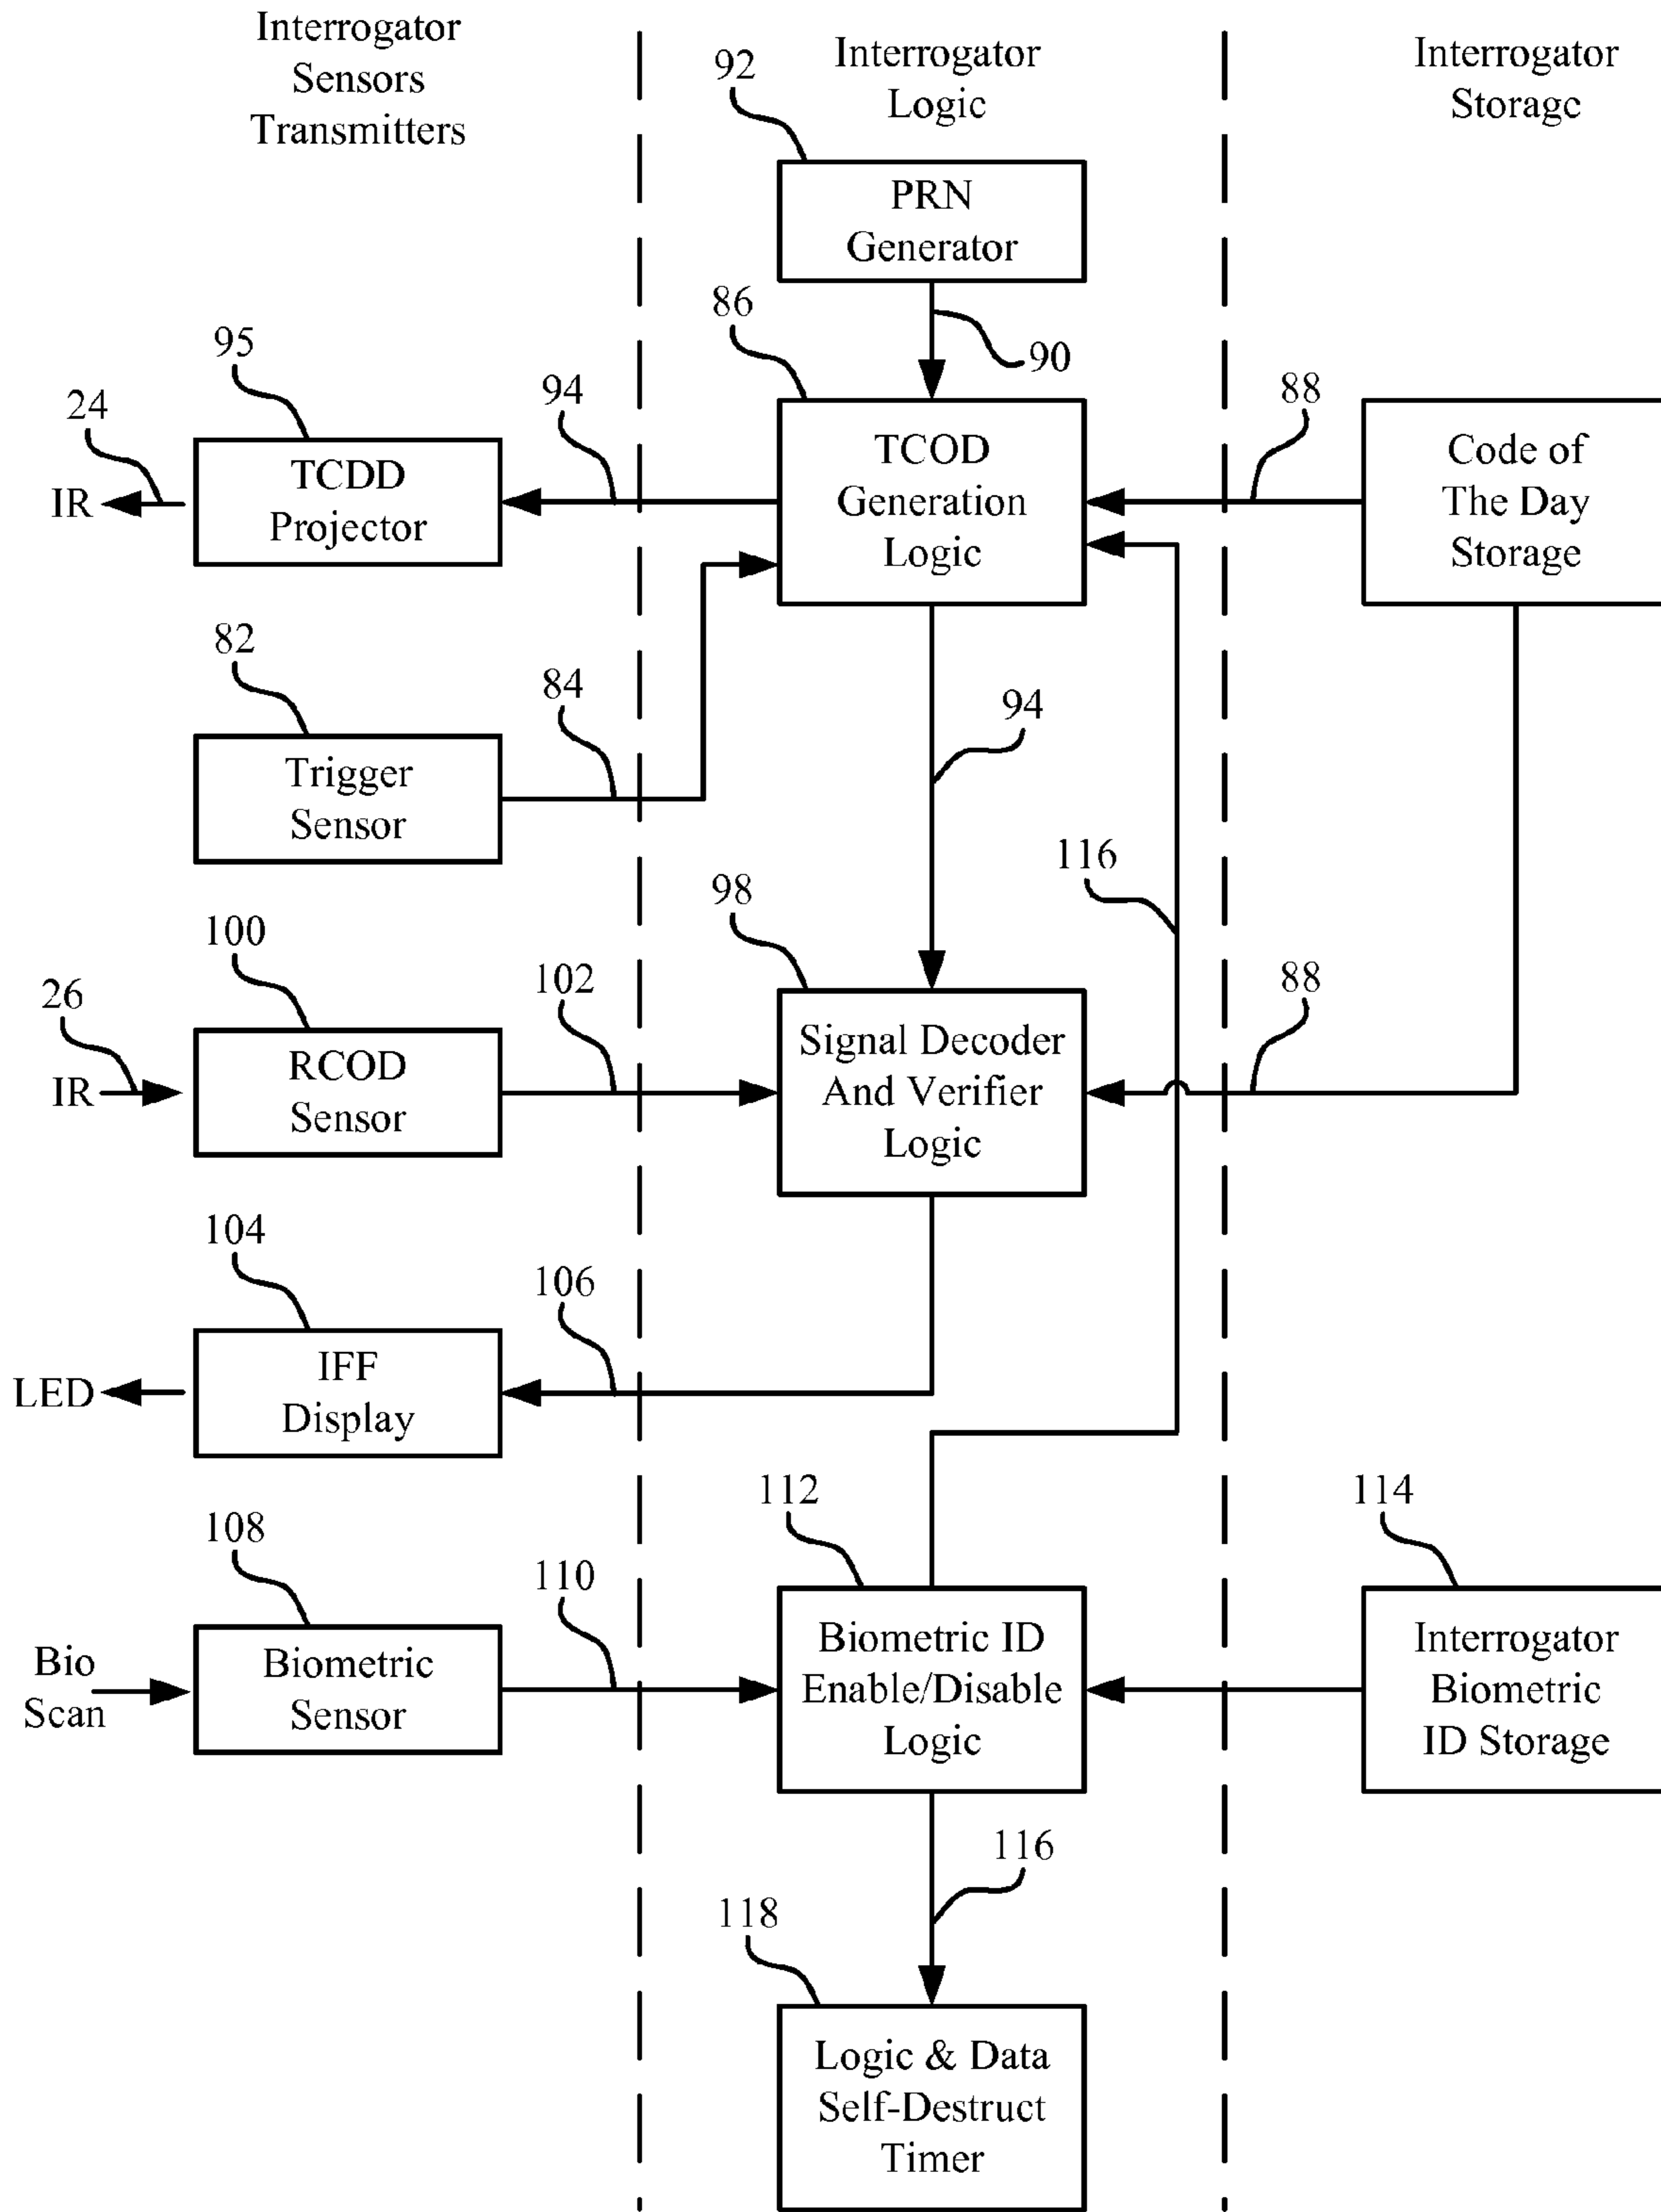 Interrogator
Sensors
Transmitters
Interrogator
Logic
Interrogator
Storage
92
PRN
Generator
90
86
TCOD
Generation
Logic
95
TCDD
Projector
94
24
IR
88
Code of
The Day
Storage
82
Trigger
Sensor
84
94
116
98
Signal Decoder
And Verifier
Logic
100
RCOD
Sensor
102
26
IR
88
104
IFF
Display
106
LED
108
Biometric
Sensor
110
Bio
Scan
112
Biometric ID
Enable/Disable
Logic
114
Interrogator
Biometric
ID Storage
116
118
Logic & Data
Self-Destruct
Timer